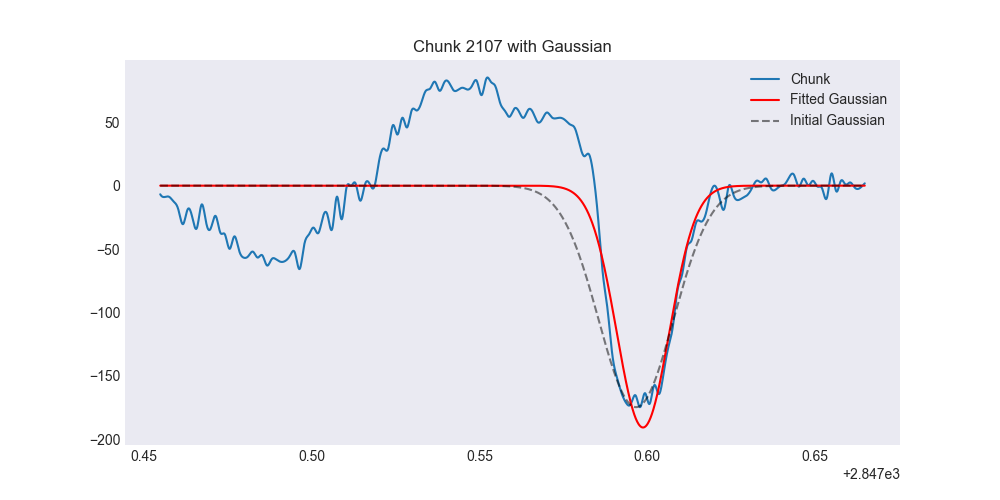 Chunk 2107 with Gaussian
Chunk
Fitted Gaussian
Initial Gaussian
50
0
−50
−100
−150
−200
0.45 0.50 0.55 0.60 0.65
+2.847e3